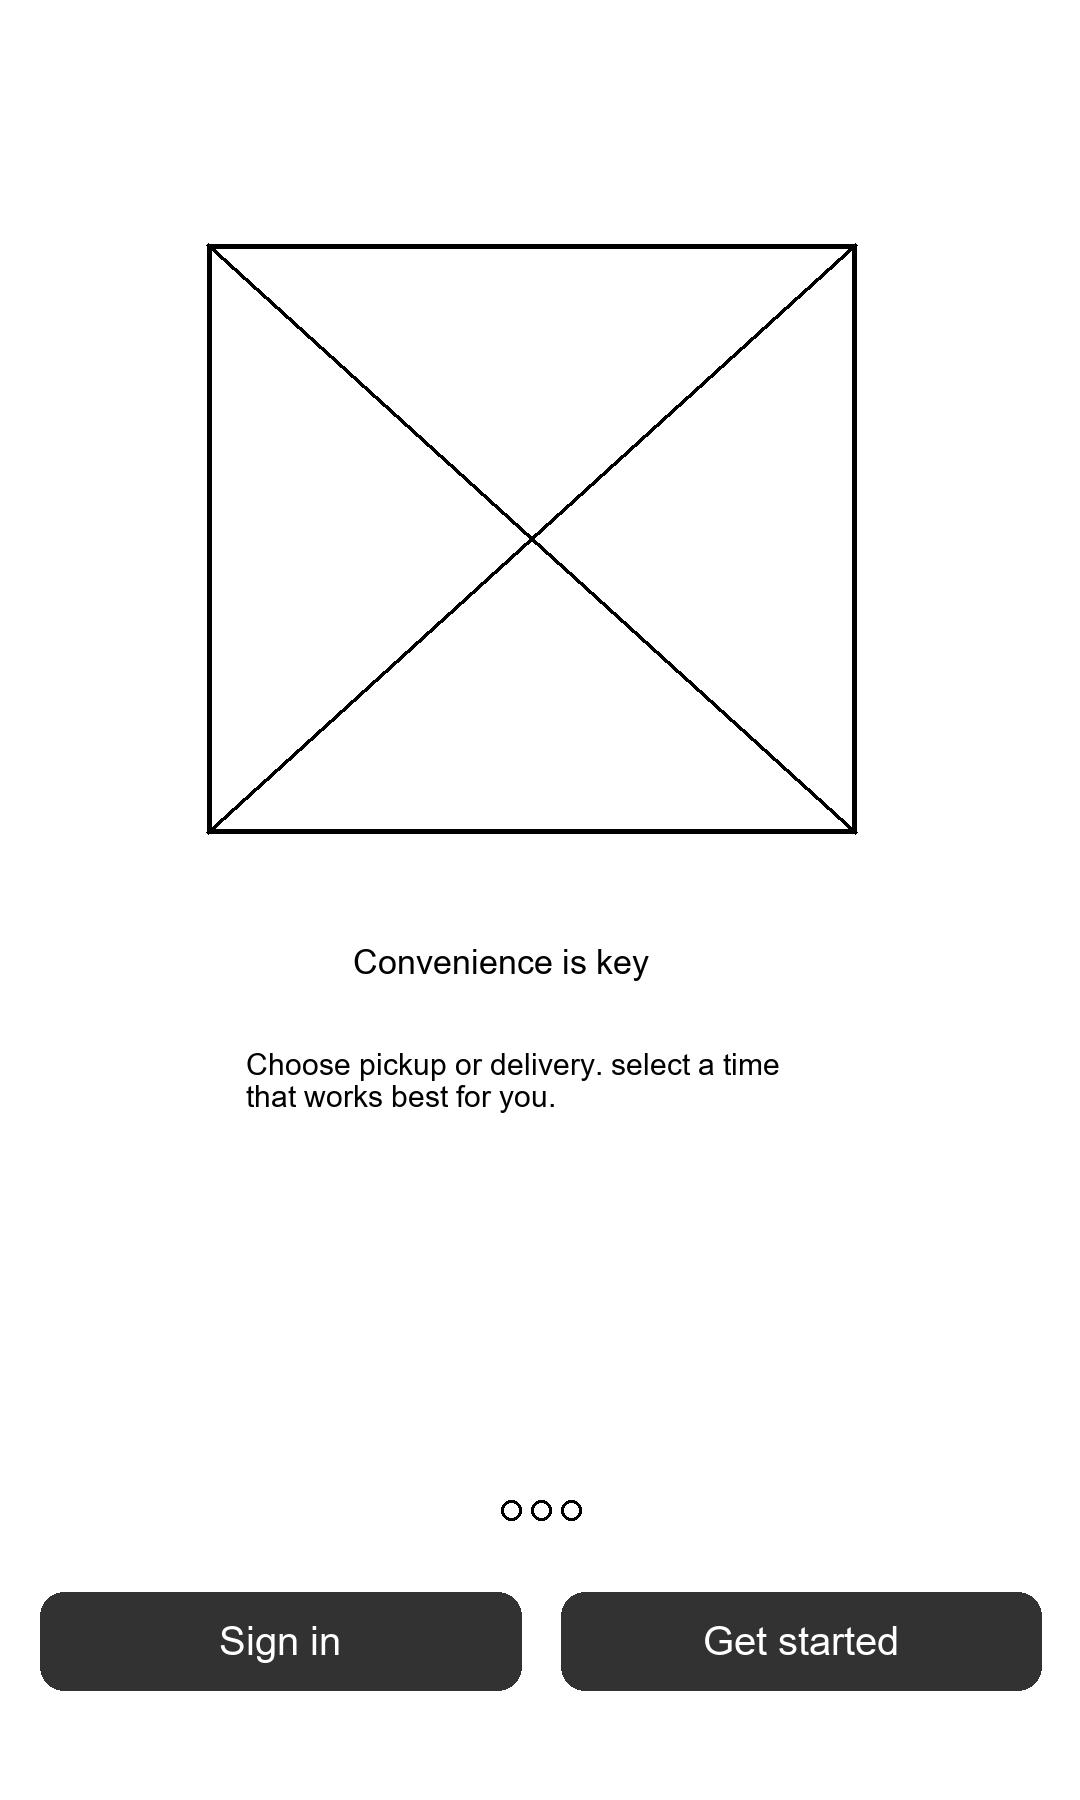 Convenience is key
Choose pickup or delivery. select a time
that works best for you.
Sign in
Get started